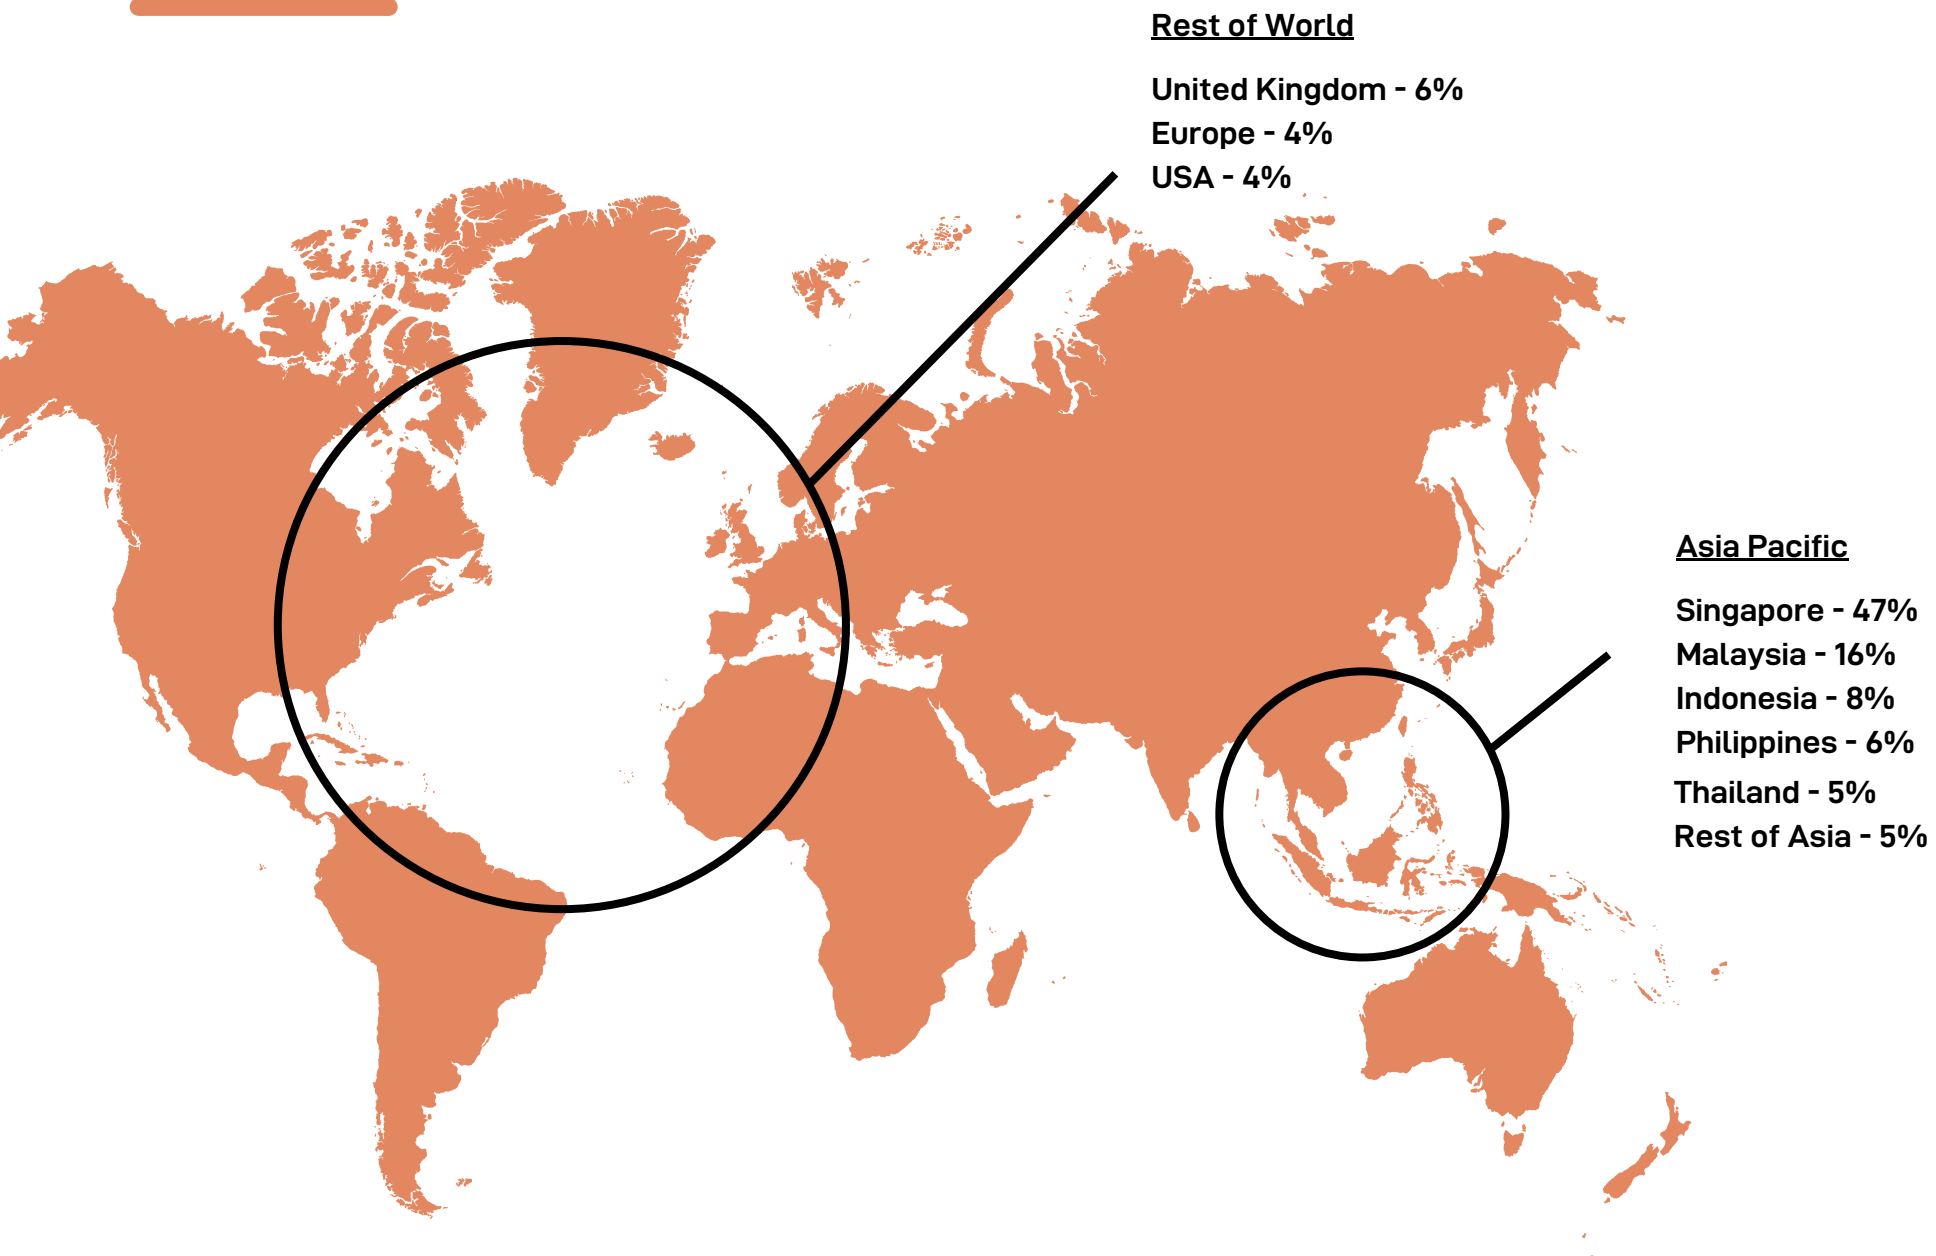 Rest of World
United Kingdom - 6%
Europe - 4%
USA - 4%
Asia Pacific
Singapore - 47%
Malaysia - 16%
Indonesia - 8%
Philippines - 6%
Thailand - 5%
Rest of Asia - 5%